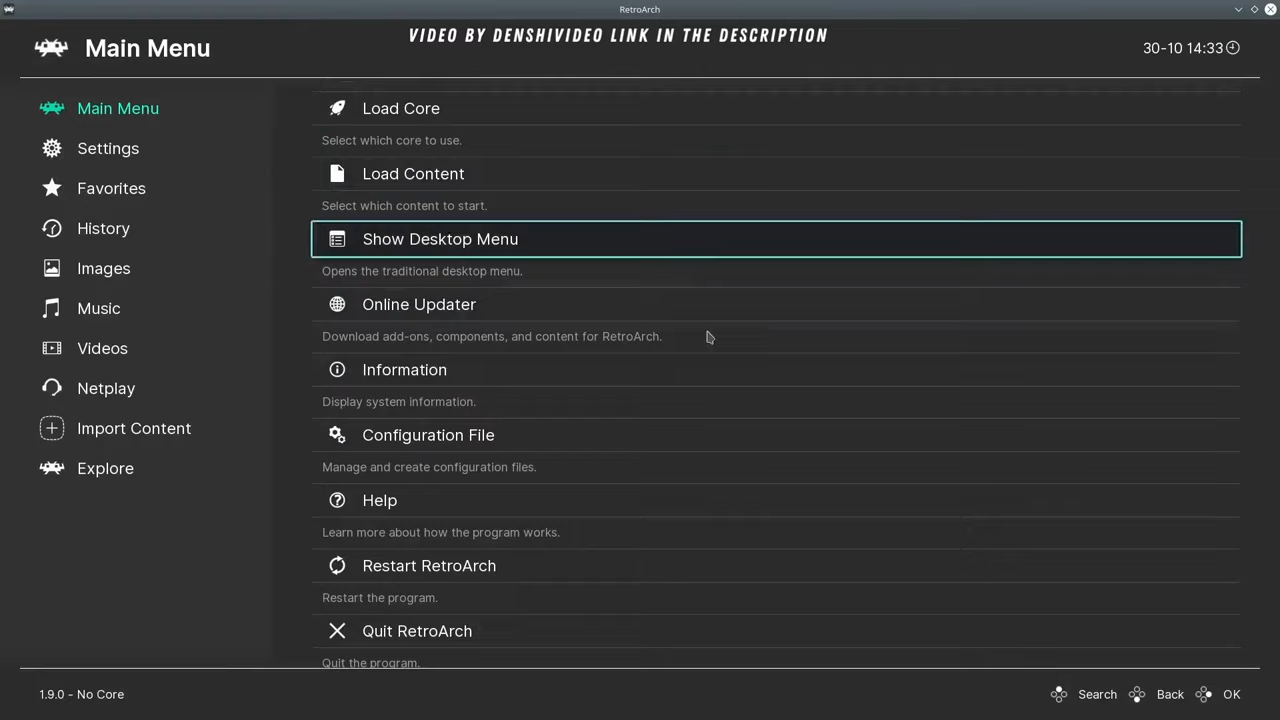 RetroArch
VIDEO BY DENSHIVIDEO LINK IN THE DESCRIPTION
Main Menu
30-10 14:33
Main Menu
Settings
Favorites
History
Images
Music
Videos
Netplay
Import Content
Explore
Load Core
Select which core to use.
Load Content
Select which content to start.
Show Desktop Menu
Opens the traditional desktop menu.
Online Updater
Download add-ons, components, and content for RetroArch.
Information
Display system information.
Configuration File
Manage and create configuration files.
Help
Learn more about how the program works.
Restart RetroArch
Restart the program.
Quit RetroArch
Quit the program.
1.9.0 - No Core
Search
Back
OK